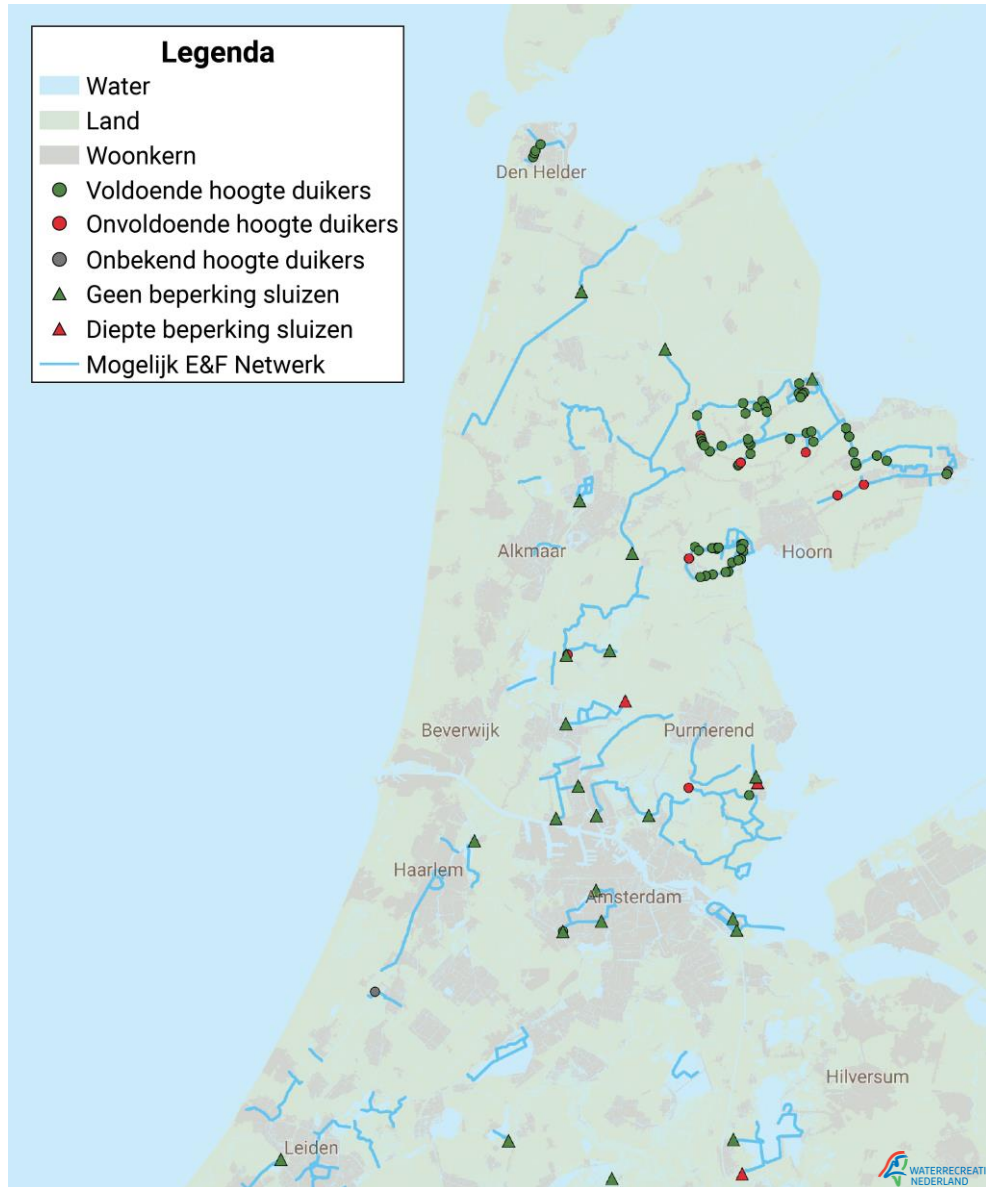 Legenda
Water
Land
Woonkern
Voldoende hoogte duikers
Onvoldoende hoogte duikers
Onbekend hoogte duikers
Geen beperking sluizen
Diepte beperking sluizen
Mogelijk E&F Netwerk
Den Helder
Alkmaar
Hoorn
Beverwijk
Purmerend
Haarlem
Amsterdam
Hilversum
Leiden
WATERRECREATI
NEDERLAND